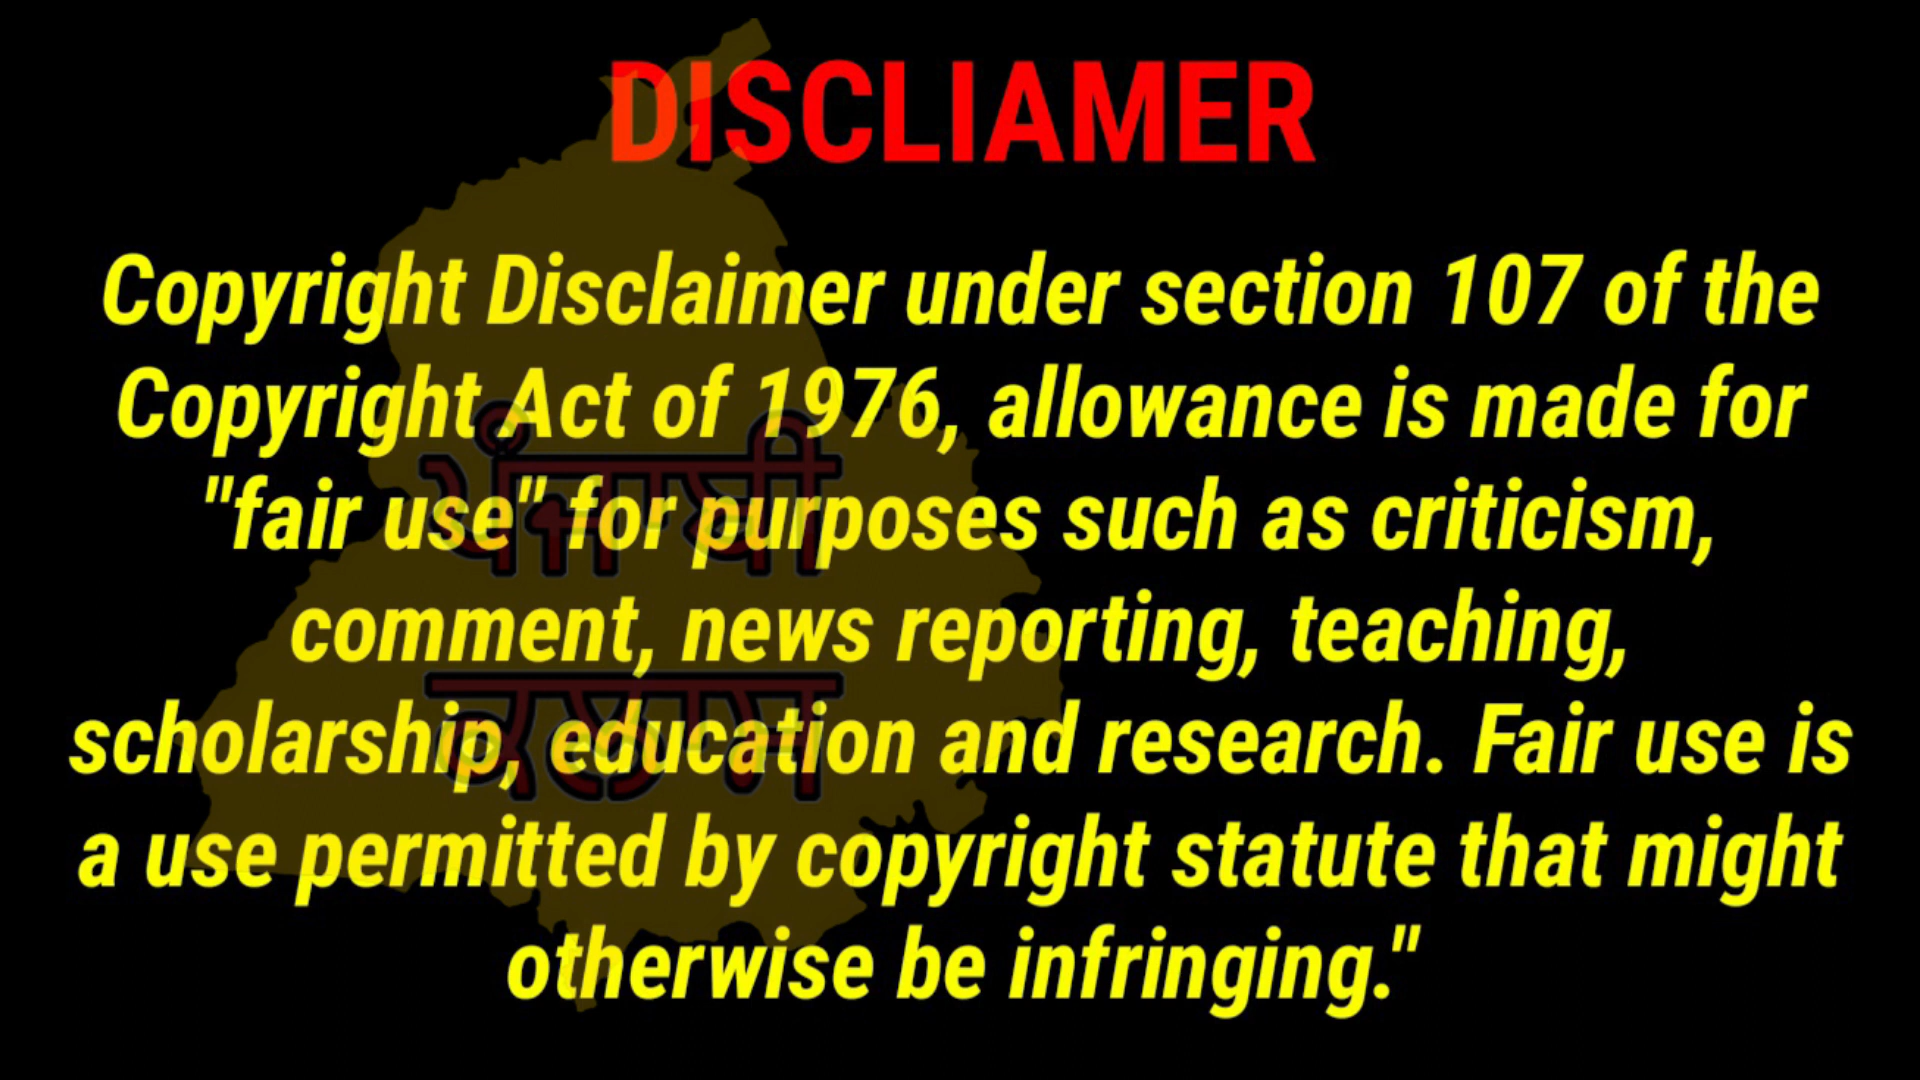 DISCLIAMER
Copyright Disclaimer under section 107 of the
Copyright Act of 1976, allowance is made for
"fair use" for purposes such as criticism,
comment, news reporting, teaching,
scholarship, education and research. Fair use is
a use permitted by copyright statute that might
otherwise be infringing."
ਪੰਜਾਬੀ
ਕਲਾਮ